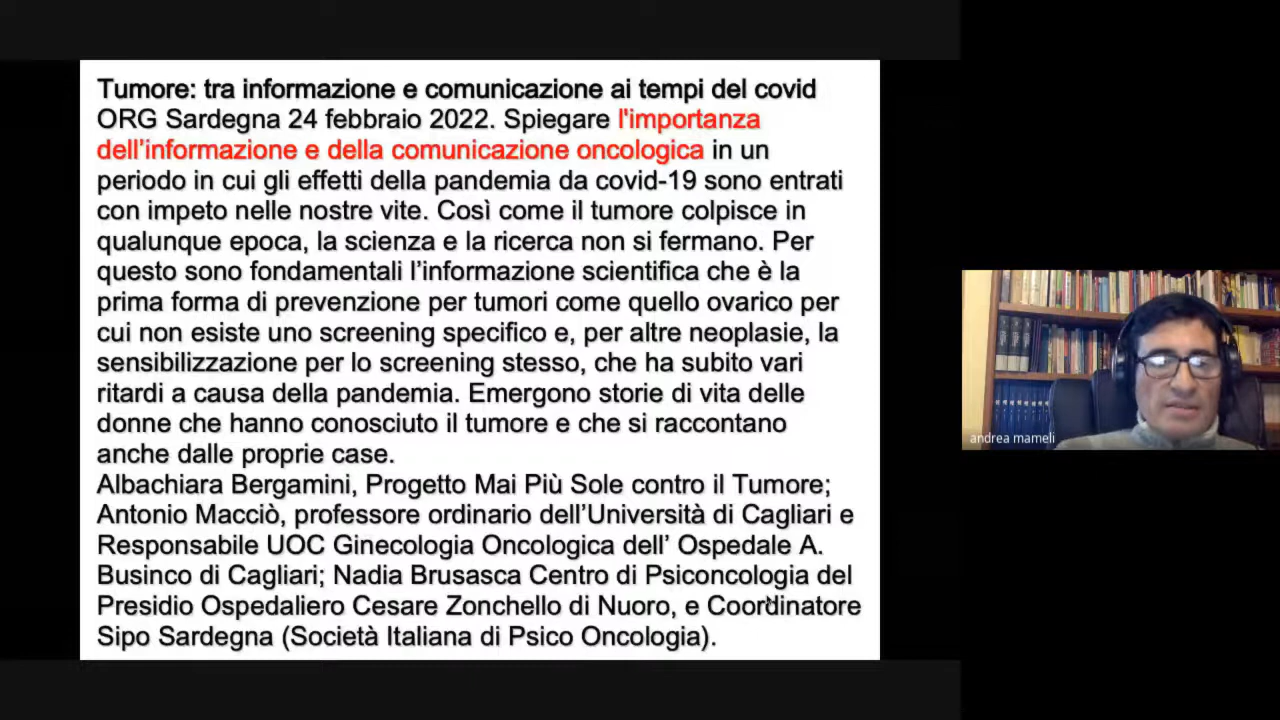 Tumore: tra informazione e comunicazione ai tempi del covid
ORG Sardegna 24 febbraio 2022. Spiegare l'importanza
dell’informazione e della comunicazione oncologica in un
periodo in cui gli effetti della pandemia da covid-19 sono entrati
con impeto nelle nostre vite. Così come il tumore colpisce in
qualunque epoca, la scienza e la ricerca non si fermano. Per
questo sono fondamentali l’informazione scientifica che è la
prima forma di prevenzione per tumori come quello ovarico per
cui non esiste uno screening specifico e, per altre neoplasie, la
sensibilizzazione per lo screening stesso, che ha subito vari
ritardi a causa della pandemia. Emergono storie di vita delle
donne che hanno conosciuto il tumore e che si raccontano
anche dalle proprie case.
Albachiara Bergamini, Progetto Mai Più Sole contro il Tumore;
Antonio Macciò, professore ordinario dell’Università di Cagliari e
Responsabile UOC Ginecologia Oncologica dell’ Ospedale A.
Businco di Cagliari; Nadia Brusasca Centro di Psiconcologia del
Presidio Ospedaliero Cesare Zonchello di Nuoro, e Coordinatore
Sipo Sardegna (Società Italiana di Psico Oncologia).
andrea mameli